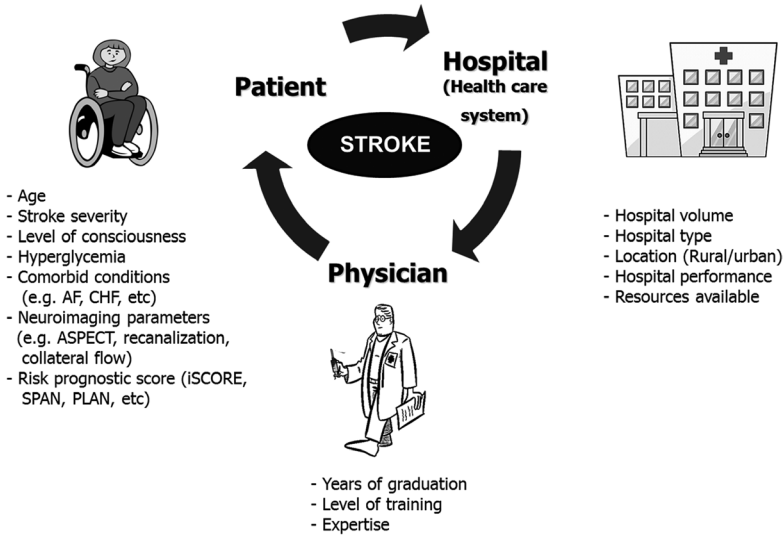 Patient
Hospital
(Health care
system)
STROKE
Physician
- Age
- Stroke severity
- Level of consciousness
- Hyperglycemia
- Comorbid conditions
(e.g. AF, CHF, etc)
- Neuroimaging parameters
(e.g. ASPECT, recanalization,
collateral flow)
- Risk prognostic score (iSCORE,
SPAN, PLAN, etc)
- Hospital volume
- Hospital type
- Location (Rural/urban)
- Hospital performance
- Resources available
- Years of graduation
- Level of training
- Expertise